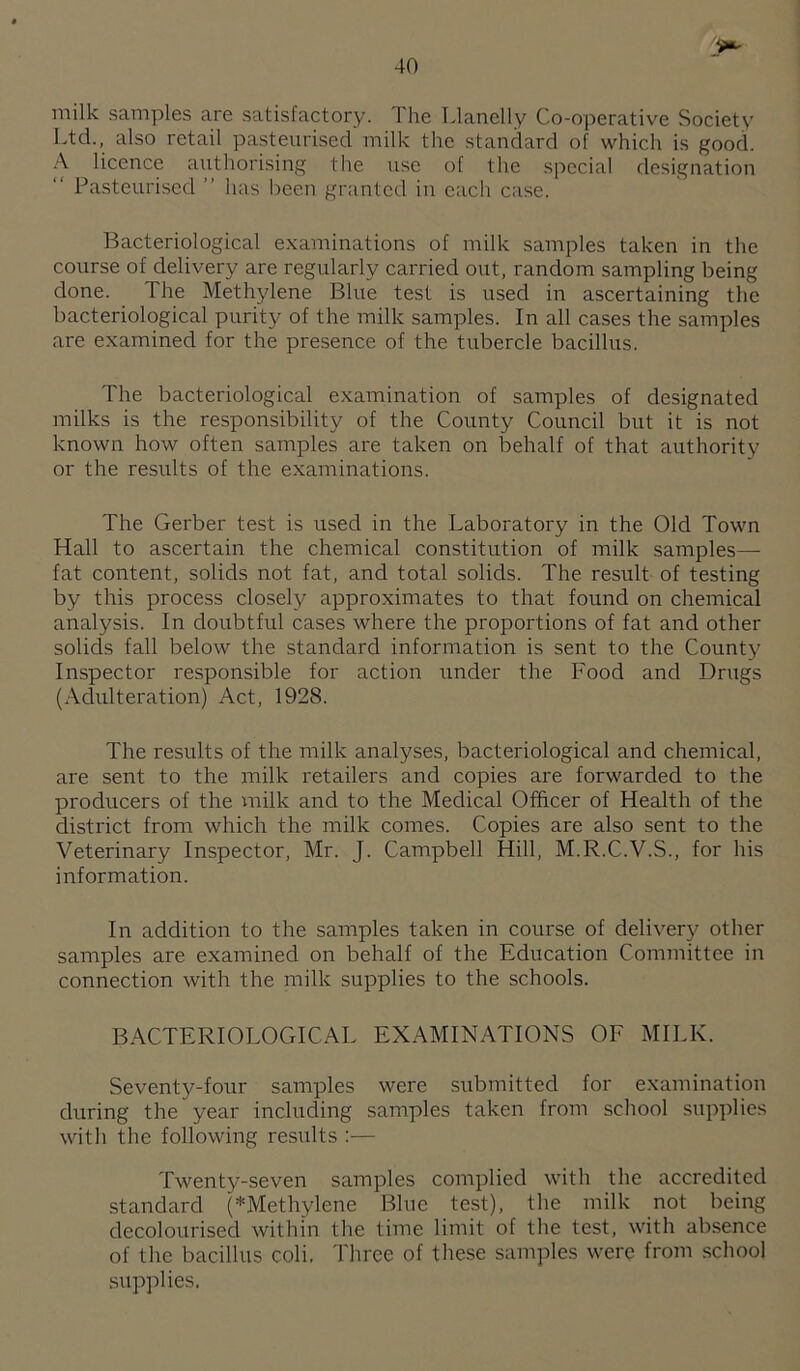 40
milk samples are satisfactory. The Llanelly Co-operative Society
Ltd., also retail pasteurised milk the standard of which is good.
A licence authorising the use of the special designation
“ Pasteurised ” has been granted in each case.
Bacteriological examinations of milk samples taken in the
course of delivery are regularly carried out, random sampling being
done. The Methylene Blue test is used in ascertaining the
bacteriological purity of the milk samples. In all cases the samples
are examined for the presence of the tubercle bacillus.
The bacteriological examination of samples of designated
milks is the responsibility of the County Council but it is not
known how often samples are taken on behalf of that authority
or the results of the examinations.
The Gerber test is used in the Laboratory in the Old Town
Hall to ascertain the chemical constitution of milk samples—
fat content, solids not fat, and total solids. The result of testing
by this process closely approximates to that found on chemical
analysis. In doubtful cases where the proportions of fat and other
solids fall below the standard information is sent to the County
Inspector responsible for action under the Food and Drugs
(Adulteration) Act, 1928.
The results of the milk analyses, bacteriological and chemical,
are sent to the milk retailers and copies are forwarded to the
producers of the milk and to the Medical Officer of Health of the
district from which the milk comes. Copies are also sent to the
Veterinary Inspector, Mr. J. Campbell Hill, M.R.C.V.S., for his
information.
In addition to the samples taken in course of delivery other
samples are examined on behalf of the Education Committee in
connection with the milk supplies to the schools.
BACTERIOLOGICAL EXAMINATIONS OF MILK.
Seventy-four samples were submitted for examination
during the year including samples taken from school supplies
with the following results :—
Twenty-seven samples complied with the accredited
standard (*Methylene Blue test), the milk not being
decolourised within the time limit of the test, with absence
of the bacillus coli. Three of these samples were from school
supplies.